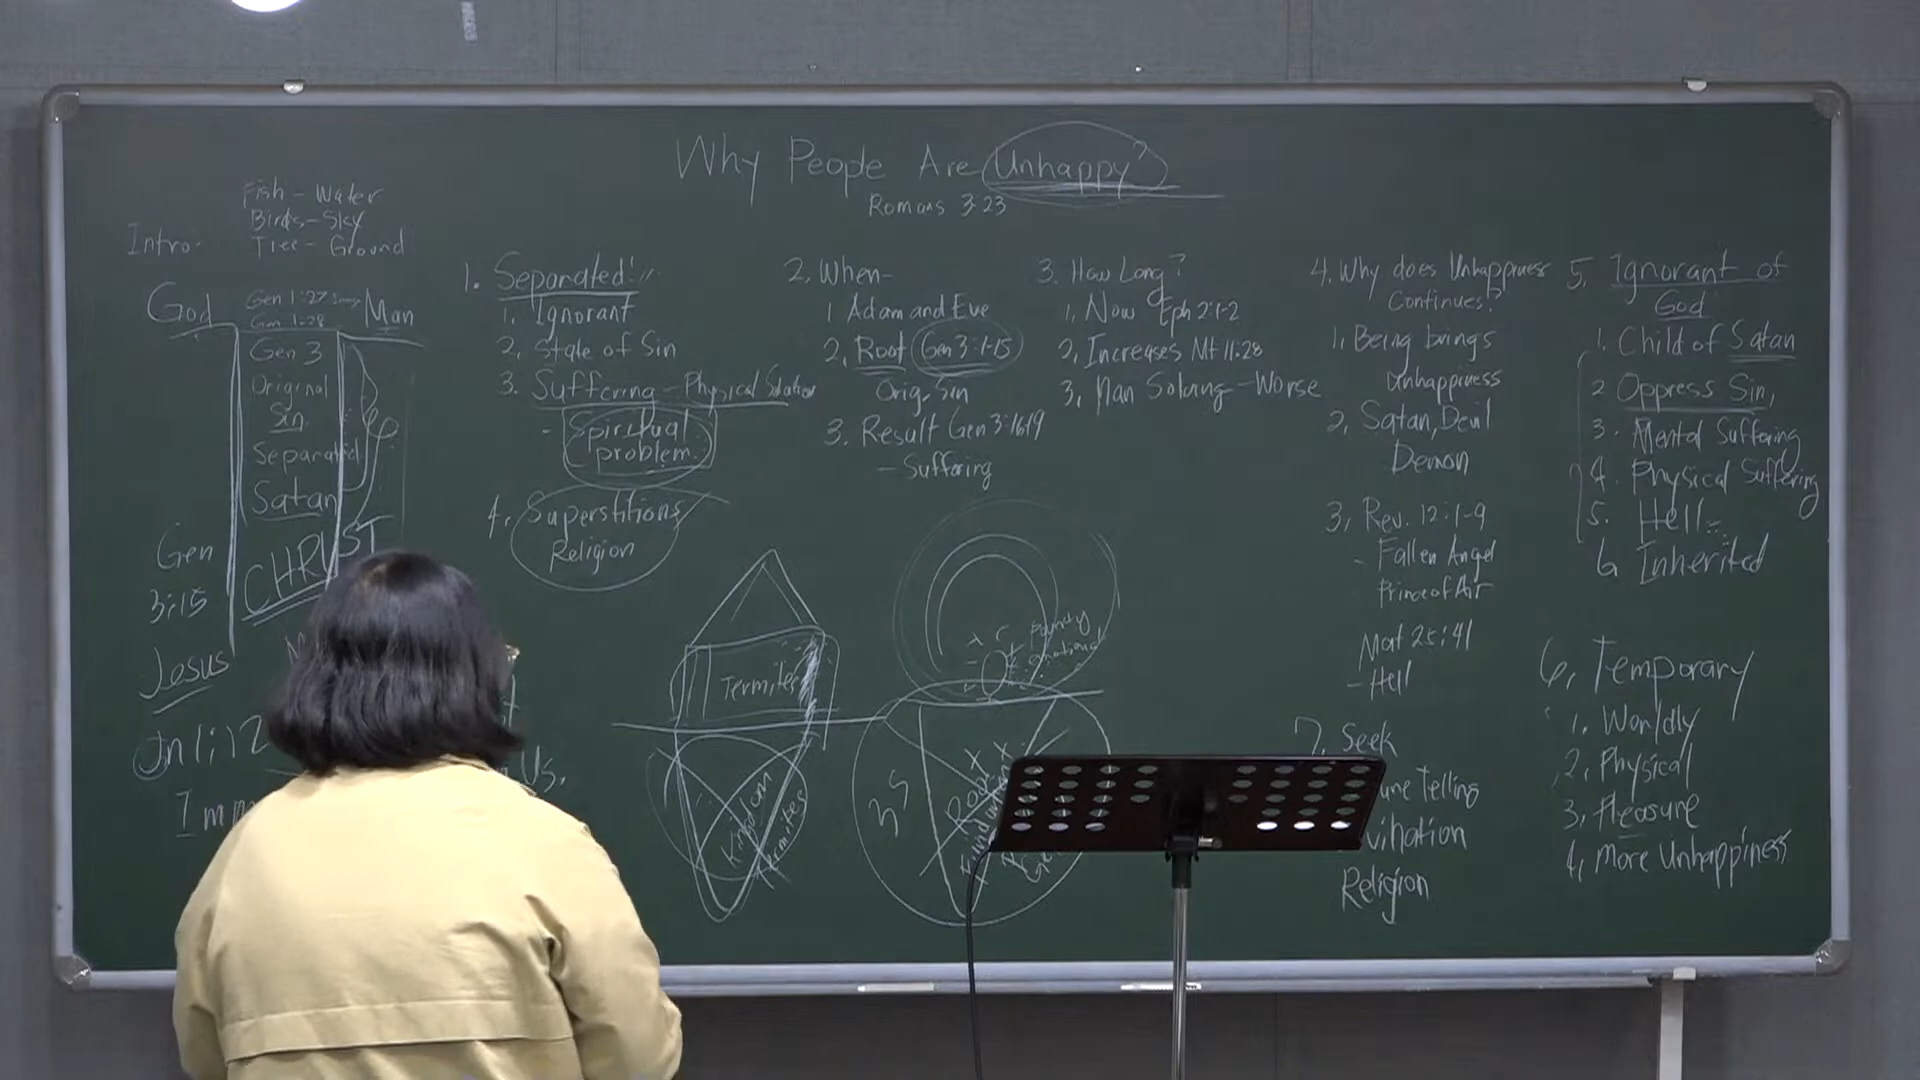 Why People Are Unhappy?
Romans 3:23
Intro.
Fish - Water
Birds - Sky
Tree - Ground
God
Gen 1:27 Image
Gen 1:28
Man
Gen 3
Original
Sin
Separated
Satan
CHRIST
Gen
3:15
Jesus
Jn 1:12
Us.
1. Separated!
1. Ignorant
2. State of Sin
3. Suffering - Physical
- Spiritual
problem
4. Superstitions
Religion
2. When-
1 Adam and Eve
2. Root Gen 3:1-15
Orig. Sin
3. Result Gen 3:16-19
- Suffering
3. How Long?
1. Now Eph 2:1-2
2. Increases Mt 11:28
3. Man Solving - Worse
Termites
Kingdom
Termites
4. Why does Unhappiness
Continues?
1. Being brings
Unhappiness
2. Satan, Devil
Demon
3. Rev. 12:1-9
- Fallen Angel
Prince of Air
Mat 25:41
- Hell
5. Ignorant of
God
1. Child of Satan
2 Oppress Sin,
3. Mental Suffering
4. Physical Suffering
5. Hell
6. Inherited
6. Temporary
1. Worldly
2. Physical
3. Pleasure
4. More Unhappiness
7. Seek
une telling
Religion